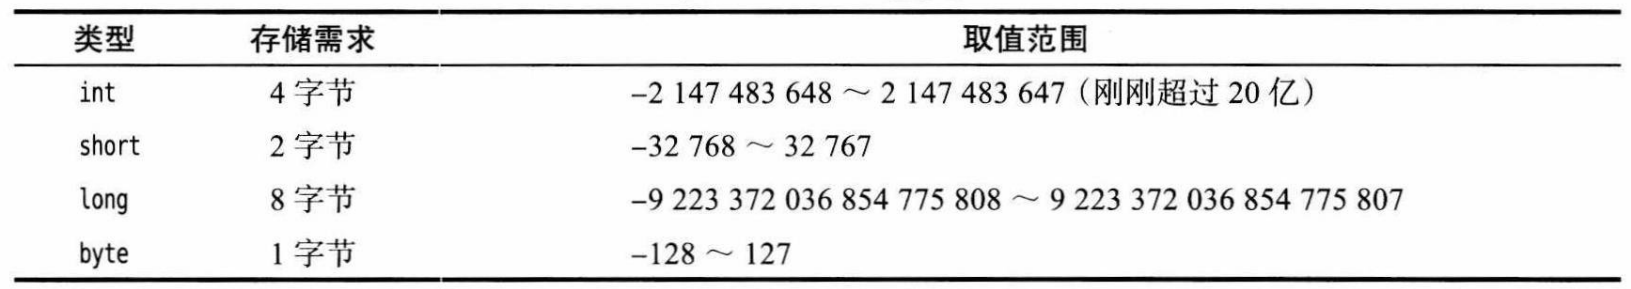 类型 存储需求 取值范围
int 4 字节 –2 147 483 648 ～ 2 147 483 647（刚刚超过 20 亿）
short 2 字节 –32 768 ～ 32 767
long 8 字节 –9 223 372 036 854 775 808 ～ 9 223 372 036 854 775 807
byte 1 字节 –128 ～ 127